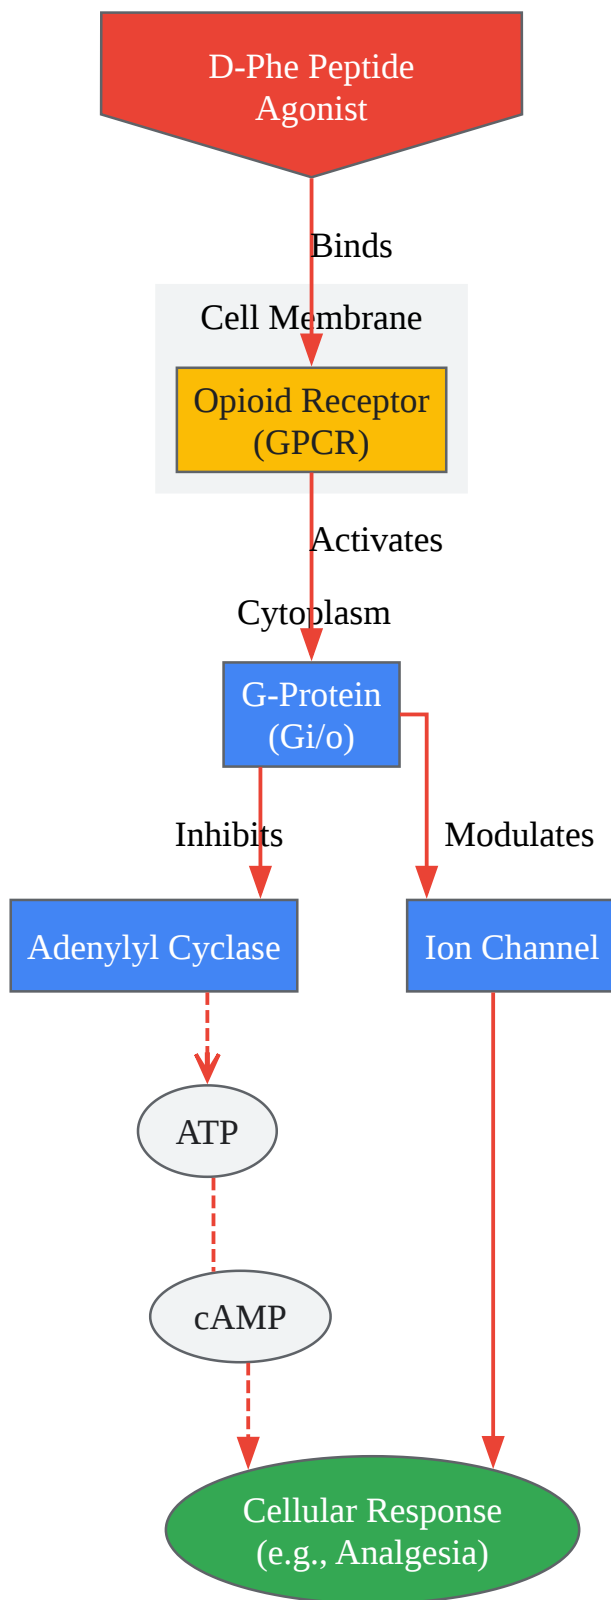 D-Phe Peptide
Agonist
Binds
Cell Membrane
Opioid Receptor
(GPCR)
Activates
Cytoplasm
G-Protein
(Gi/o)
Inhibits
Modulates
Adenylyl Cyclase
Ion Channel
ATP
cAMP
Cellular Response
(e.g., Analgesia)